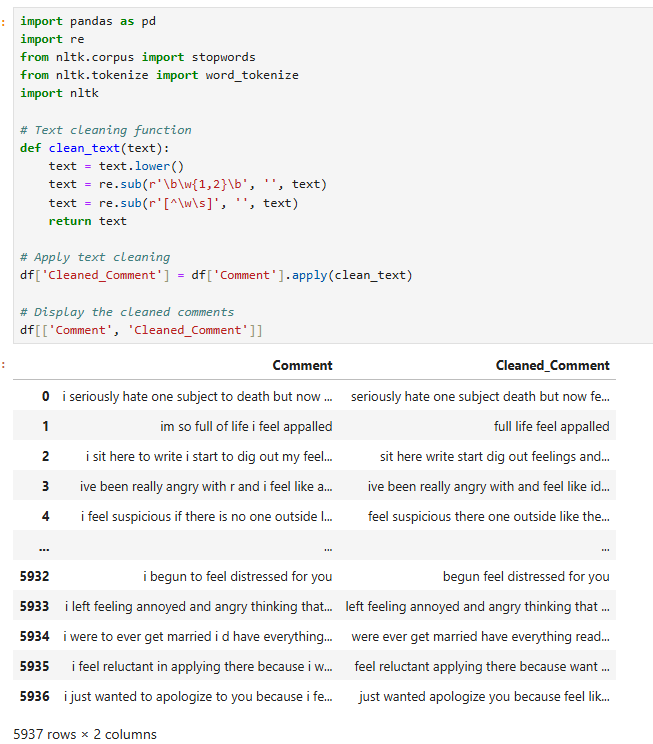 :
import pandas as pd
import re
from nltk.corpus import stopwords
from nltk.tokenize import word_tokenize
import nltk
# Text cleaning function
def clean_text(text):
    text = text.lower()
    text = re.sub(r'\b\w{1,2}\b', '', text)
    text = re.sub(r'[^\w\s]', '', text)
    return text
# Apply text cleaning
df['Cleaned_Comment'] = df['Comment'].apply(clean_text)
# Display the cleaned comments
df[['Comment', 'Cleaned_Comment']]
:
Comment Cleaned_Comment
0 i seriously hate one subject to death but now ... seriously hate one subject death but now fe...
1 im so full of life i feel appalled full life feel appalled
2 i sit here to write i start to dig out my feel... sit here write start dig out feelings and...
3 ive been really angry with r and i feel like a... ive been really angry with and feel like id...
4 i feel suspicious if there is no one outside l... feel suspicious there one outside like the...
... ... ...
5932 i begun to feel distressed for you begun feel distressed for you
5933 i left feeling annoyed and angry thinking that... left feeling annoyed and angry thinking that ...
5934 i were to ever get married i d have everything... were ever get married have everything read...
5935 i feel reluctant in applying there because i w... feel reluctant applying there because want ...
5936 i just wanted to apologize to you because i fe... just wanted apologize you because feel lik...
5937 rows × 2 columns